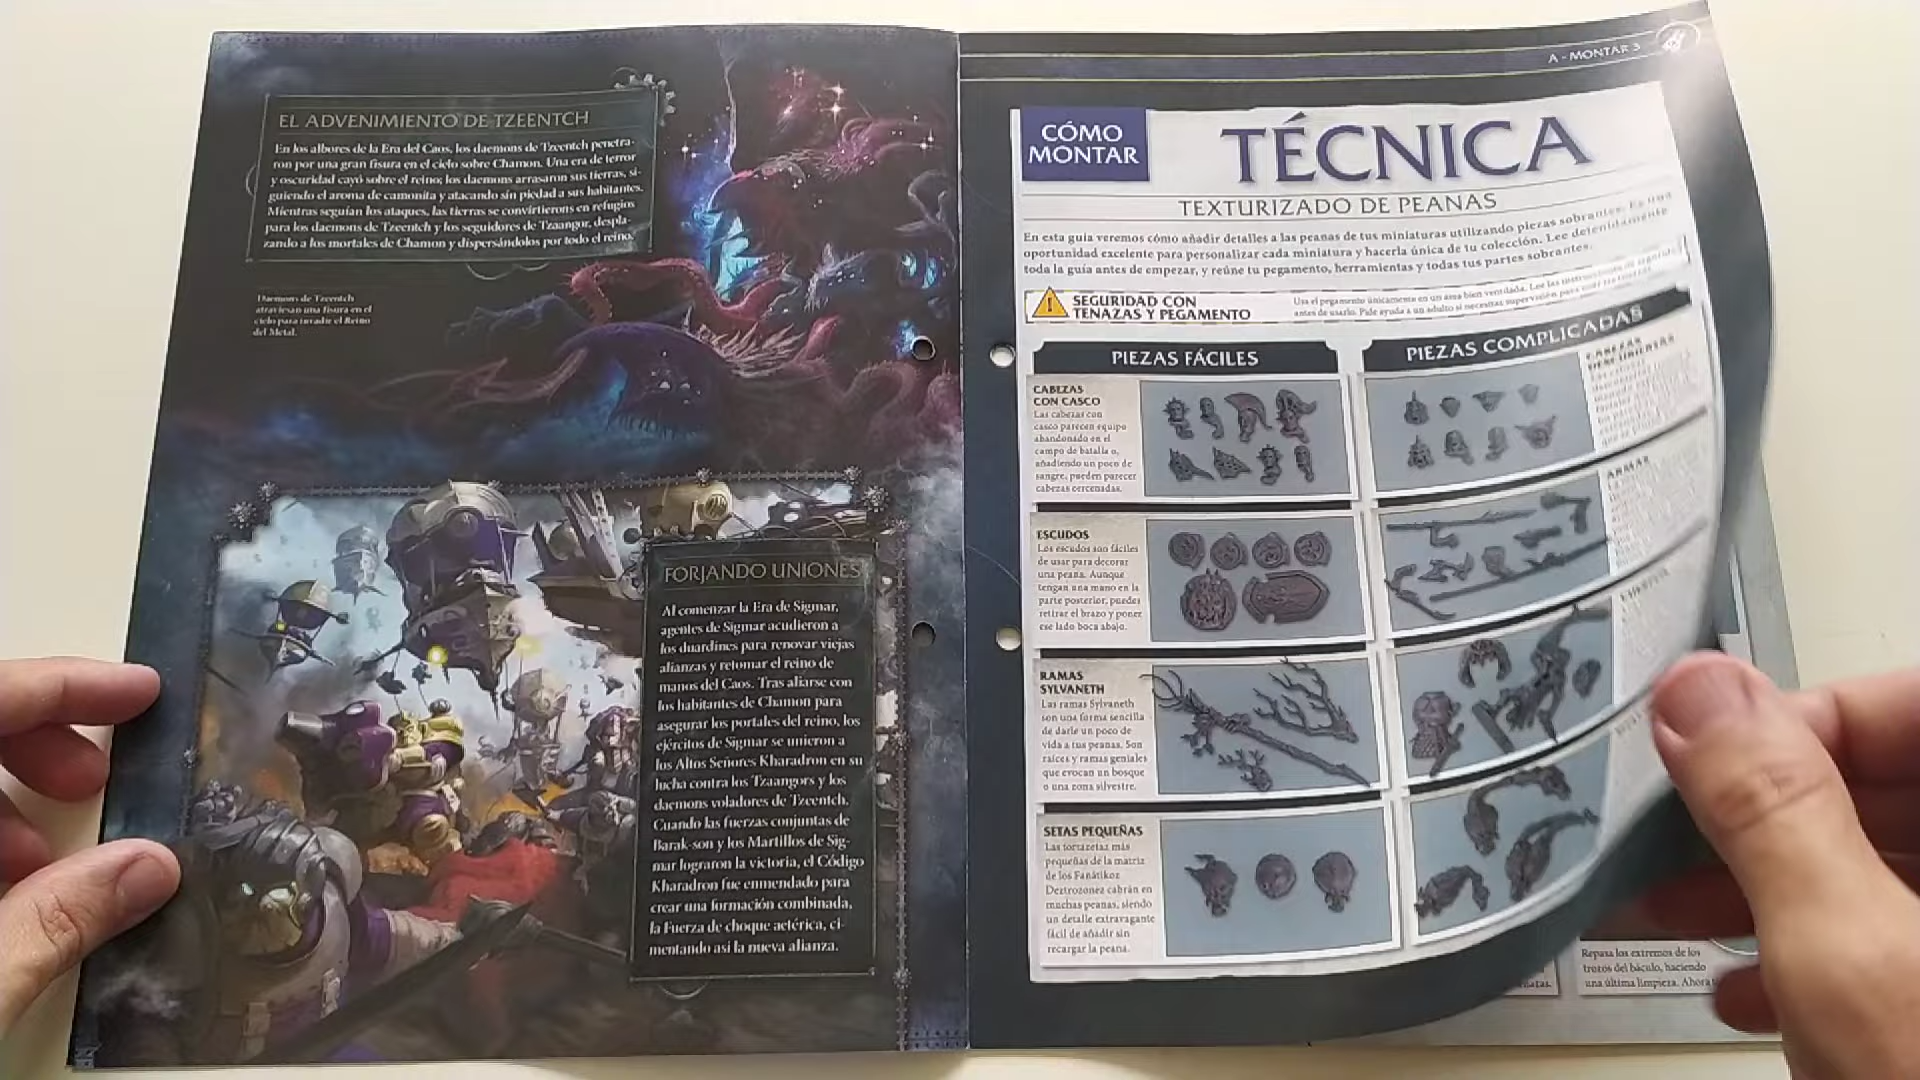 EL ADVENIMIENTO DE TZEENTCH
En los albores de la Era del Caos, los daemons de Tzeentch penetra-
ron por una gran fisura en el cielo sobre Chamon. Una era de terror
y oscuridad cayó sobre el reino; los daemons arrasaron sus tierras, si-
guiendo el aroma de camonita y atacando sin piedad a sus habitantes.
Mientras seguían los ataques, las tierras se convirtieron en refugios
para los daemons de Tzeentch y los seguidores de Tzaangor, despla-
zando a los mortales de Chamon y dispersándolos por todo el reino.
Daemons de Tzeentch
atraviesan una fisura en el
cielo para invadir el Reino
del Metal.
FORJANDO UNIONES
Al comenzar la Era de Sigmar,
agentes de Sigmar acudieron a
los duardines para renovar viejas
alianzas y retomar el reino de
manos del Caos. Tras aliarse con
los habitantes de Chamon para
asegurar los portales del reino, los
ejércitos de Sigmar se unieron a
los Altos Señores Kharadron en su
lucha contra los Tzaangors y los
daemons voladores de Tzeentch.
Cuando las fuerzas conjuntas de
Barak-son y los Martillos de Sig-
mar lograron la victoria, el Código
Kharadron fue enmendado para
crear una formación combinada,
la Fuerza de choque aetérica, ci-
mentando así la nueva alianza.
A - MONTAR 3
CÓMO
MONTAR
TÉCNICA
TEXTURIZADO DE PEANAS
En esta guía veremos cómo añadir detalles a las peanas de tus miniaturas utilizando piezas sobrantes. Es una
oportunidad excelente para personalizar cada miniatura y hacerla única de tu colección. Lee detenidamente
toda la guía antes de empezar, y reúne tu pegamento, herramientas y todas tus partes sobrantes.
SEGURIDAD CON
TENAZAS Y PEGAMENTO
Usa el pegamento únicamente en un área bien ventilada. Lee las instrucciones de seguridad
antes de usarlo. Pide ayuda a un adulto si necesitas supervisión para
PIEZAS FÁCILES
CABEZAS
CON CASCO
Las cabezas con
casco parecen equipo
abandonado en el
campo de batalla o,
añadiendo un poco de
sangre, pueden parecer
cabezas cercenadas.
ESCUDOS
Los escudos son fáciles
de usar para decorar
una peana. Aunque
tengan una mano en la
parte posterior, puedes
retirar el brazo y poner
ese lado boca abajo.
RAMAS
SYLVANETH
Las ramas Sylvaneth
son una forma sencilla
de darle un poco de
vida a tus peanas. Son
raíces y ramas geniales
que evocan un bosque
o una zona silvestre.
SETAS PEQUEÑAS
Las fortazetaz más
pequeñas de la matriz
de los Fanátikoz
Deztrozonez cabrán en
muchas peanas, siendo
un detalle extravagante
fácil de añadir sin
recargar la peana.
PIEZAS COMPLICADAS
CABEZAS
DESCUBIERTAS
ARMAS
Repasa los extremos de los
trozos del báculo, haciendo
una última limpieza. Ahora